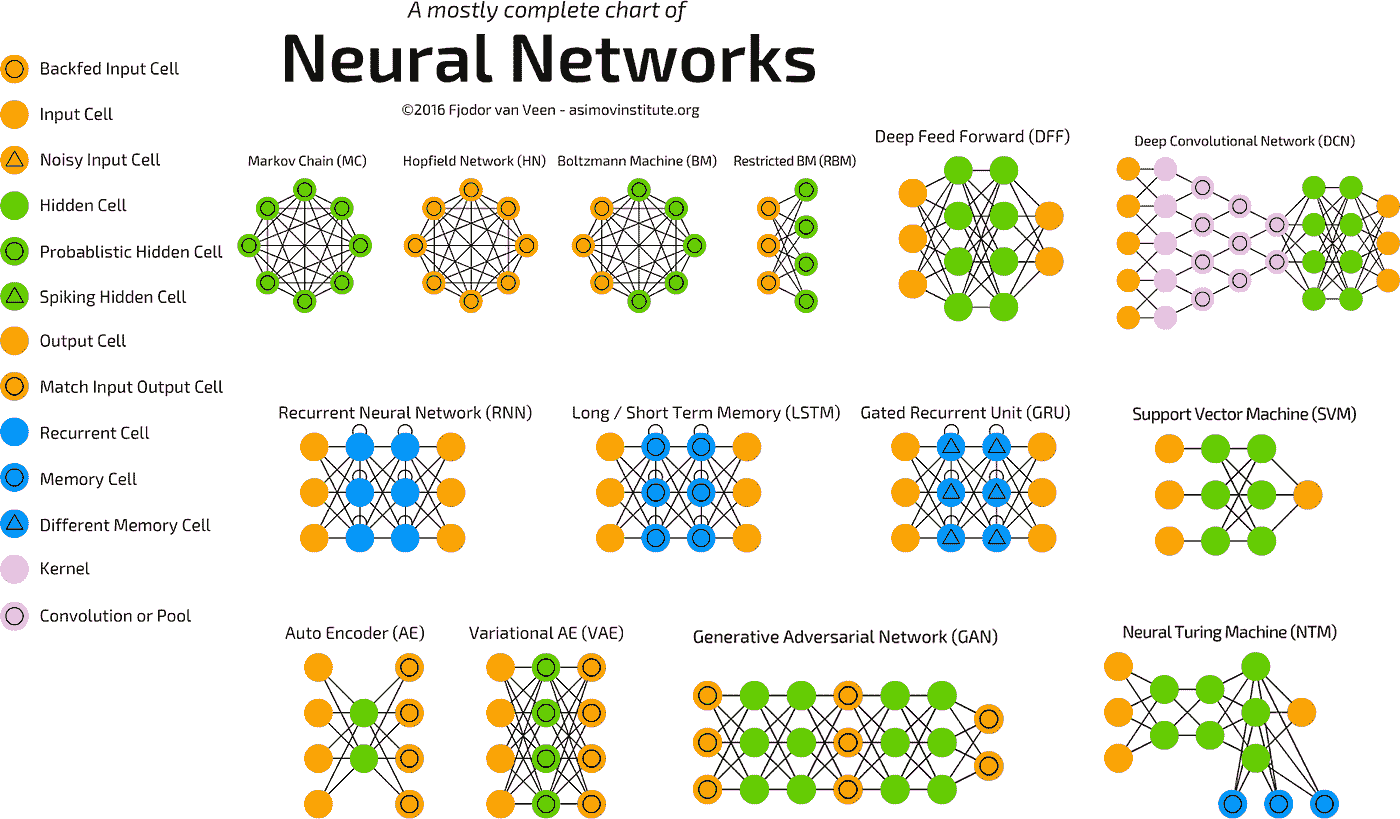 A mostly complete chart of
Neural Networks
©2016 Fjodor van Veen - asimovinstitute.org
Backfed Input Cell
Input Cell
Noisy Input Cell
Hidden Cell
Probablistic Hidden Cell
Spiking Hidden Cell
Output Cell
Match Input Output Cell
Recurrent Cell
Memory Cell
Different Memory Cell
Kernel
Convolution or Pool
Markov Chain (MC)
Hopfield Network (HN)
Boltzmann Machine (BM)
Restricted BM (RBM)
Deep Feed Forward (DFF)
Deep Convolutional Network (DCN)
Recurrent Neural Network (RNN)
Long / Short Term Memory (LSTM)
Gated Recurrent Unit (GRU)
Support Vector Machine (SVM)
Auto Encoder (AE)
Variational AE (VAE)
Generative Adversarial Network (GAN)
Neural Turing Machine (NTM)